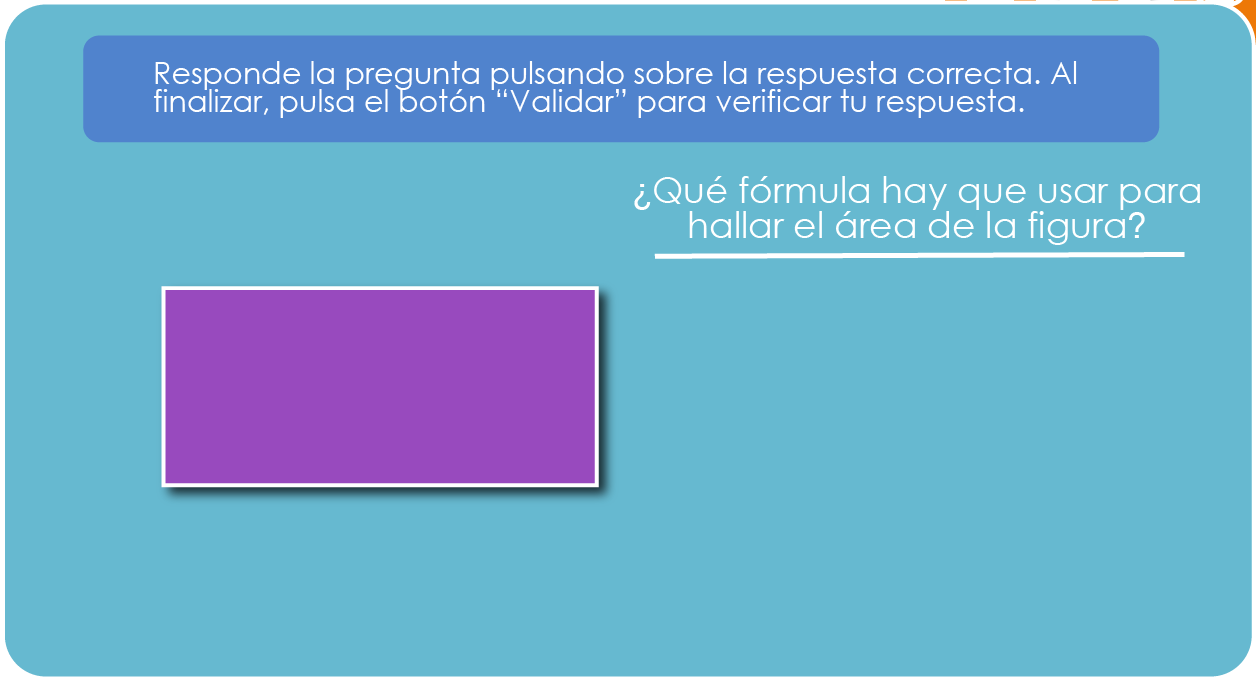 Responde la pregunta pulsando sobre la respuesta correcta. Al
finalizar, pulsa el botón “Validar” para verificar tu respuesta.
¿Qué fórmula hay que usar para
hallar el área de la figura?